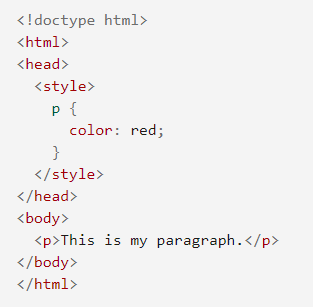 <!doctype html>
<html>
<head>
  <style>
    p {
      color: red;
    }
  </style>
</head>
<body>
  <p>This is my paragraph.</p>
</body>
</html>